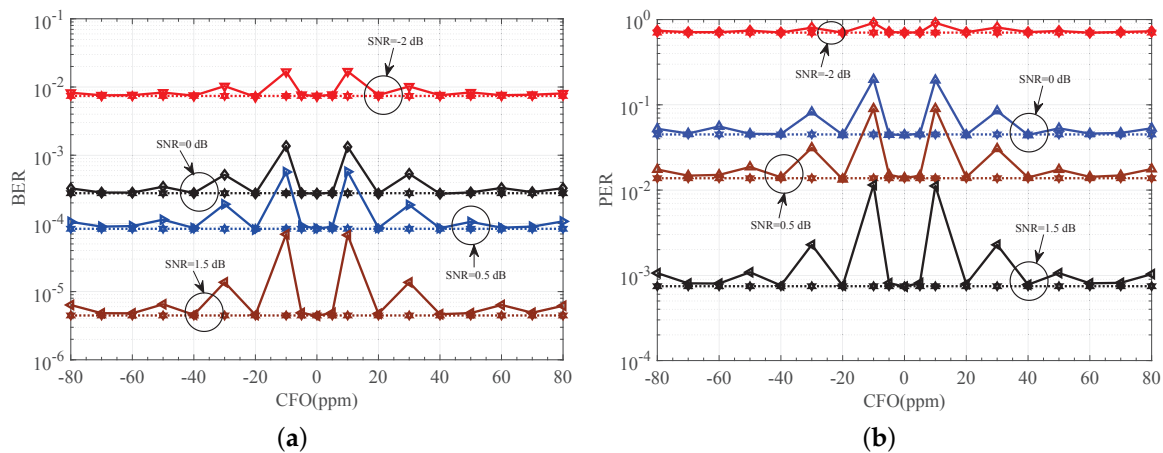 10^-1
10^-2
10^-3
10^-4
10^-5
10^-6
BER
SNR=-2 dB
SNR=0 dB
SNR=0.5 dB
SNR=1.5 dB
-80 -60 -40 -20 0 20 40 60 80
CFO(ppm)
(a)
10^0
10^-1
10^-2
10^-3
10^-4
PER
SNR=-2 dB
SNR=0 dB
SNR=0.5 dB
SNR=1.5 dB
-80 -60 -40 -20 0 20 40 60 80
CFO(ppm)
(b)